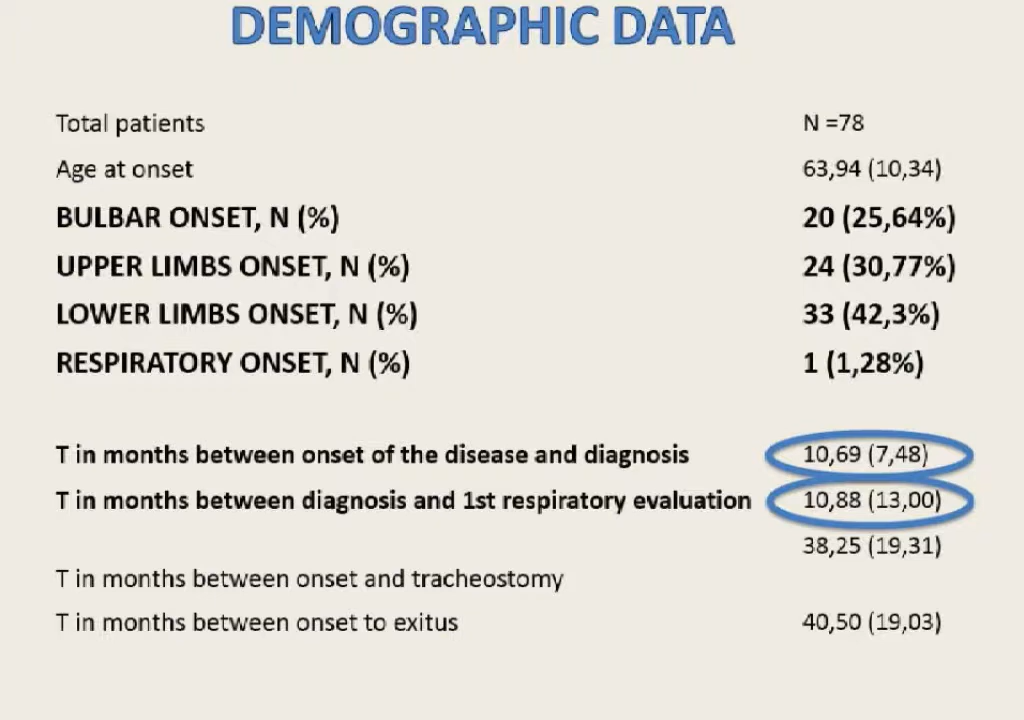 DEMOGRAPHIC DATA
Total patients N =78
Age at onset 63,94 (10,34)
BULBAR ONSET, N (%) 20 (25,64%)
UPPER LIMBS ONSET, N (%) 24 (30,77%)
LOWER LIMBS ONSET, N (%) 33 (42,3%)
RESPIRATORY ONSET, N (%) 1 (1,28%)
T in months between onset of the disease and diagnosis 10,69 (7,48)
T in months between diagnosis and 1st respiratory evaluation 10,88 (13,00)
38,25 (19,31)
T in months between onset and tracheostomy
T in months between onset to exitus 40,50 (19,03)